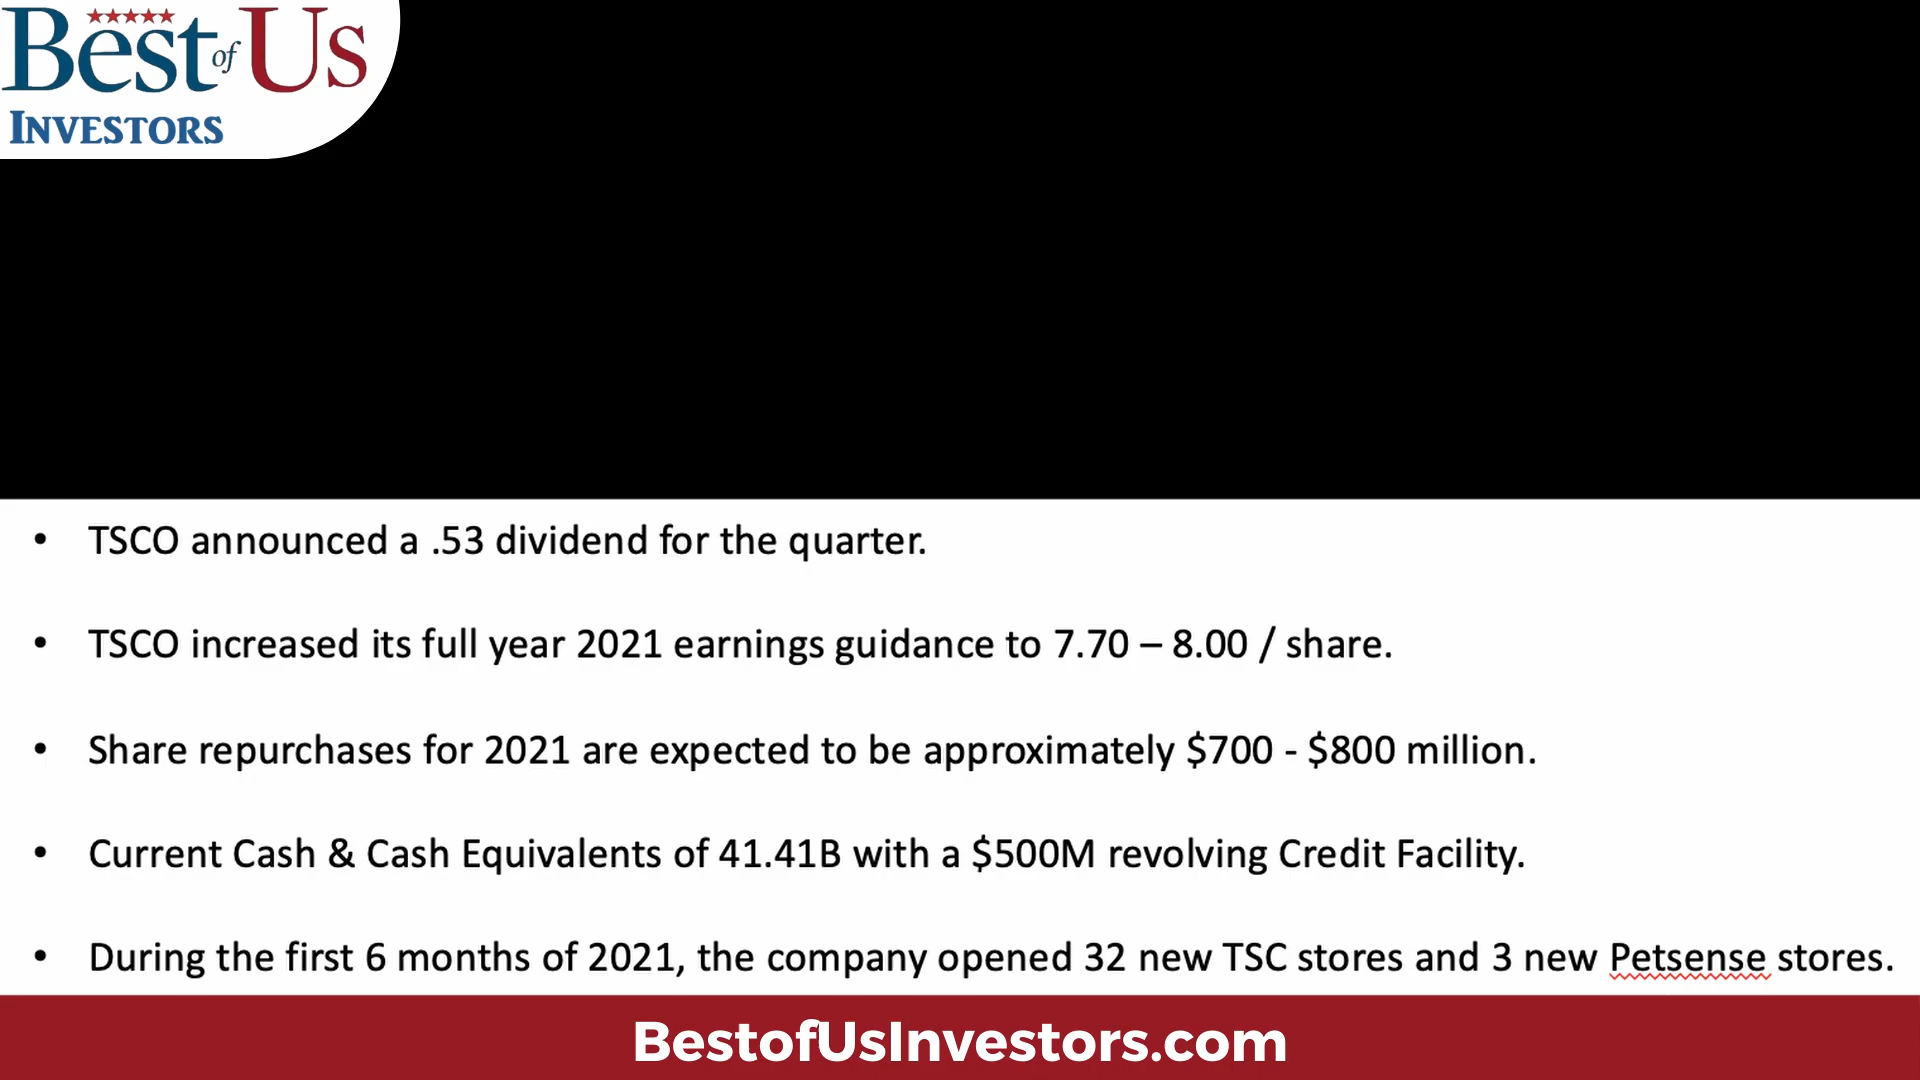 Best of Us
INVESTORS
• TSCO announced a .53 dividend for the quarter.
• TSCO increased its full year 2021 earnings guidance to 7.70 – 8.00 / share.
• Share repurchases for 2021 are expected to be approximately $700 - $800 million.
• Current Cash & Cash Equivalents of 41.41B with a $500M revolving Credit Facility.
• During the first 6 months of 2021, the company opened 32 new TSC stores and 3 new Petsense stores.
BestofUsInvestors.com